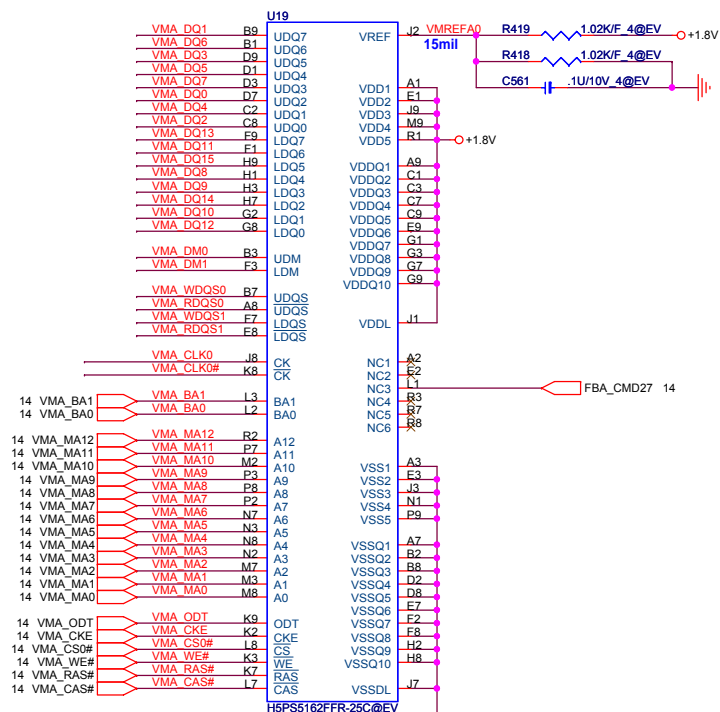 U19
VMA_DQ1 B9 UDQ7 VREF J2 VMREFA0 R419 1.02K/F_4@EV +1.8V
VMA_DQ6 B1 UDQ6 15mil
VMA_DQ3 D9 UDQ5 R418 1.02K/F_4@EV
VMA_DQ5 D1 UDQ4
VMA_DQ7 D3 UDQ3 VDD1 A1 C561 .1U/10V_4@EV
VMA_DQ0 D7 UDQ2 VDD2 E1
VMA_DQ4 C2 UDQ1 VDD3 J9
VMA_DQ2 C8 UDQ0 VDD4 M9
VMA_DQ13 F9 LDQ7 VDD5 R1 +1.8V
VMA_DQ11 F1 LDQ6
VMA_DQ15 H9 LDQ5 VDDQ1 A9
VMA_DQ8 H1 LDQ4 VDDQ2 C1
VMA_DQ9 H3 LDQ3 VDDQ3 C3
VMA_DQ14 H7 LDQ2 VDDQ4 C7
VMA_DQ10 G2 LDQ1 VDDQ5 C9
VMA_DQ12 G8 LDQ0 VDDQ6 E9
VDDQ7 G1
VMA_DM0 B3 UDM VDDQ8 G3
VMA_DM1 F3 LDM VDDQ9 G7
VDDQ10 G9
VMA_WDQS0 B7 UDQS
VMA_RDQS0 A8 UDQS
VMA_WDQS1 F7 LDQS VDDL J1
VMA_RDQS1 E8 LDQS
VMA_CLK0 J8 CK NC1 A2
VMA_CLK0# K8 CK NC2 E2
NC3 L1 FBA_CMD27 14
14 VMA_BA1 VMA_BA1 L3 BA1 NC4 R3
14 VMA_BA0 VMA_BA0 L2 BA0 NC5 R7
NC6 R8
14 VMA_MA12 VMA_MA12 R2 A12
14 VMA_MA11 VMA_MA11 P7 A11
14 VMA_MA10 VMA_MA10 M2 A10 VSS1 A3
14 VMA_MA9 VMA_MA9 P3 A9 VSS2 E3
14 VMA_MA8 VMA_MA8 P8 A8 VSS3 J3
14 VMA_MA7 VMA_MA7 P2 A7 VSS4 N1
14 VMA_MA6 VMA_MA6 N7 A6 VSS5 P9
14 VMA_MA5 VMA_MA5 N3 A5
14 VMA_MA4 VMA_MA4 N8 A4 VSSQ1 A7
14 VMA_MA3 VMA_MA3 N2 A3 VSSQ2 B2
14 VMA_MA2 VMA_MA2 M7 A2 VSSQ3 B8
14 VMA_MA1 VMA_MA1 M3 A1 VSSQ4 D2
14 VMA_MA0 VMA_MA0 M8 A0 VSSQ5 D8
VSSQ6 E7
14 VMA_ODT VMA_ODT K9 ODT VSSQ7 F2
14 VMA_CKE VMA_CKE K2 CKE VSSQ8 F8
14 VMA_CS0# VMA_CS0# L8 CS VSSQ9 H2
14 VMA_WE# VMA_WE# K3 WE VSSQ10 H8
14 VMA_RAS# VMA_RAS# K7 RAS
14 VMA_CAS# VMA_CAS# L7 CAS VSSDL J7
H5PS5162FFR-25C@EV